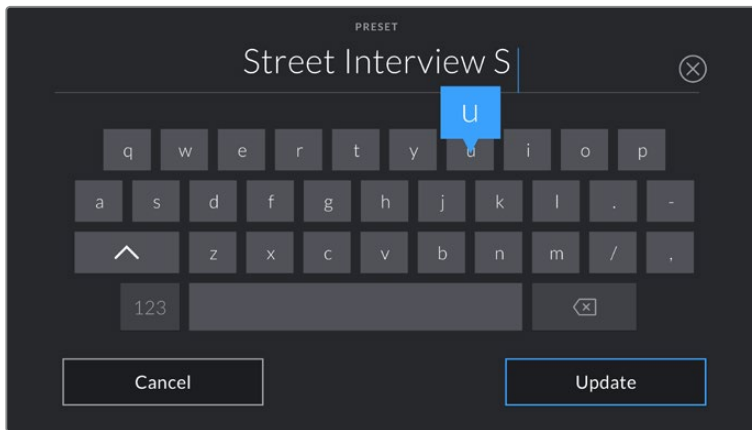 PRESET
Street Interview S
u
q w e r t y u i o p
a s d f g h j k l . -
z x c v b n m / ,
123
Cancel Update